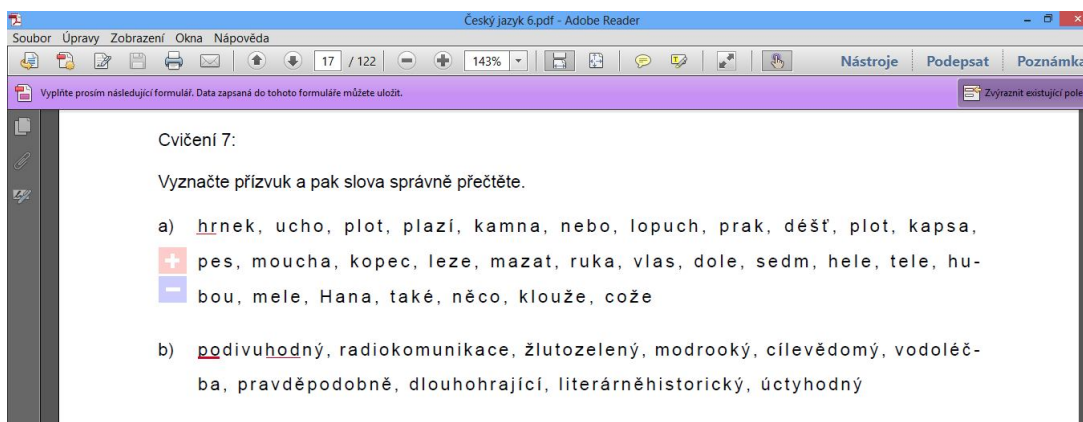 Český jazyk 6.pdf - Adobe Reader
Soubor Úpravy Zobrazení Okna Nápověda
17 / 122 143% Nástroje Podepsat Poznámka
Vyplňte prosím následující formulář. Data zapsaná do tohoto formuláře můžete uložit. Zvýraznit existující pole
Cvičení 7:
Vyznačte přízvuk a pak slova správně přečtěte.
a) hrnek, ucho, plot, plazí, kamna, nebo, lopuch, prak, déšť, plot, kapsa,
pes, moucha, kopec, leze, mazat, ruka, vlas, dole, sedm, hele, tele, hu-
bou, mele, Hana, také, něco, klouže, cože
b) podivuhodný, radiokomunikace, žlutozelený, modrooký, cílevědomý, vodoléč-
ba, pravděpodobně, dlouhohrající, literárněhistorický, úctyhodný